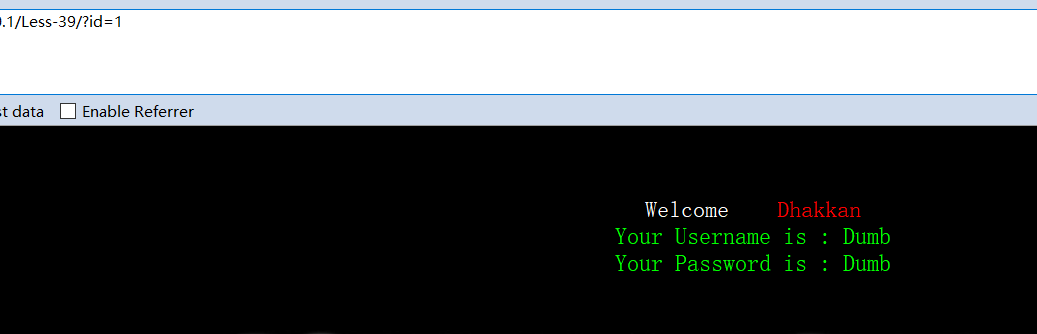 .1/Less-39/?id=1
st data Enable Referrer
Welcome Dhakkan
Your Username is : Dumb
Your Password is : Dumb